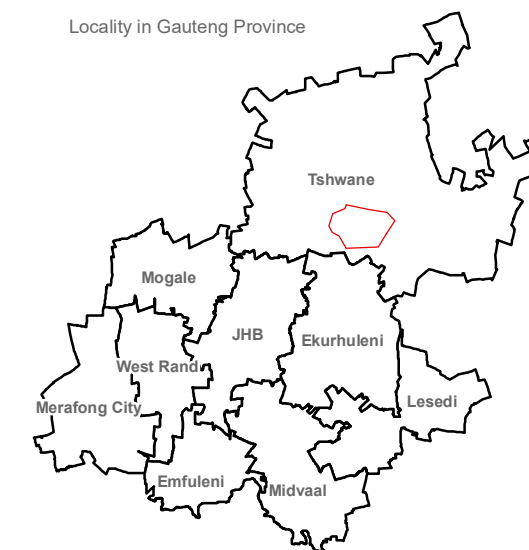 Locality in Gauteng Province
Tshwane
Mogale
JHB
Ekurhuleni
West Rand
Lesedi
Merafong City
Emfuleni
Midvaal